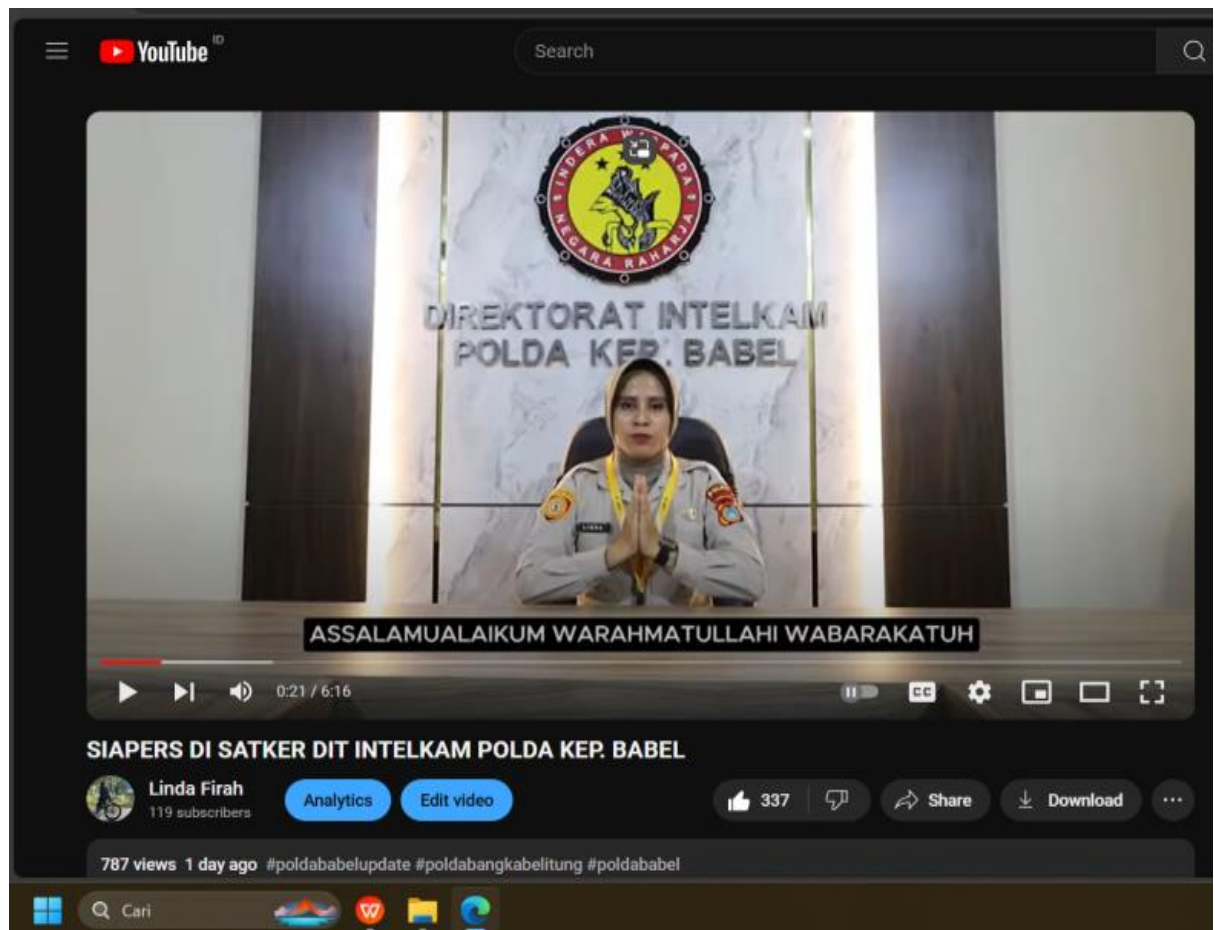 YouTube ID
Search
INDERA WASPADA
NEGARA RAHARJA
DIREKTORAT INTELKAM
POLDA KEP. BABEL
LINDA
ASSALAMUALAIKUM WARAHMATULLAHI WABARAKATUH
0:21 / 6:16
CC
SIAPERS DI SATKER DIT INTELKAM POLDA KEP. BABEL
Linda Firah
119 subscribers
Analytics
Edit video
337
Share
Download
787 views 1 day ago #poldababelupdate #poldabangkabelitung #poldababel
Cari